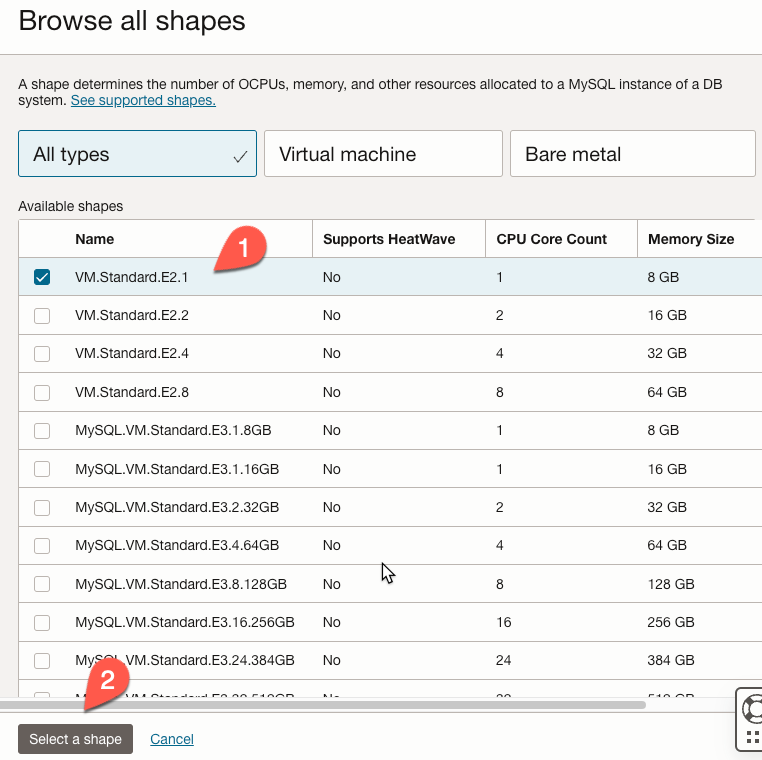 Browse all shapes
A shape determines the number of OCPUs, memory, and other resources allocated to a MySQL instance of a DB
system. See supported shapes.
All types Virtual machine Bare metal
Available shapes
Name Supports HeatWave CPU Core Count Memory Size
1
VM.Standard.E2.1 No 1 8 GB
VM.Standard.E2.2 No 2 16 GB
VM.Standard.E2.4 No 4 32 GB
VM.Standard.E2.8 No 8 64 GB
MySQL.VM.Standard.E3.1.8GB No 1 8 GB
MySQL.VM.Standard.E3.1.16GB No 1 16 GB
MySQL.VM.Standard.E3.2.32GB No 2 32 GB
MySQL.VM.Standard.E3.4.64GB No 4 64 GB
MySQL.VM.Standard.E3.8.128GB No 8 128 GB
MySQL.VM.Standard.E3.16.256GB No 16 256 GB
MySQL.VM.Standard.E3.24.384GB No 24 384 GB
2
Select a shape Cancel